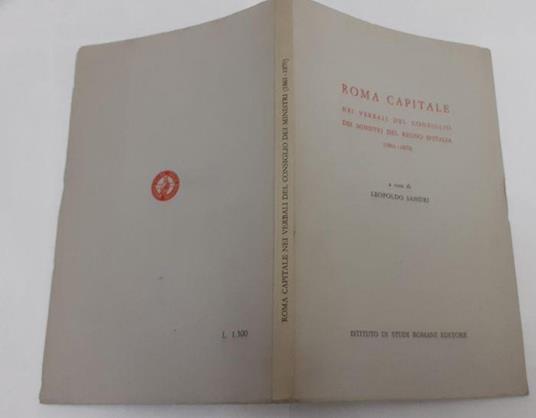 ROMA CAPITALE
NEI VERBALI DEL CONSIGLIO
DEI MINISTRI DEL REGNO D'ITALIA
(1861-1870)
a cura di
LEOPOLDO SANDRI
ISTITUTO DI STUDI ROMANI EDITORE
ROMA CAPITALE NEI VERBALI DEL CONSIGLIO DEI MINISTRI (1861-1870)
L. 1.500